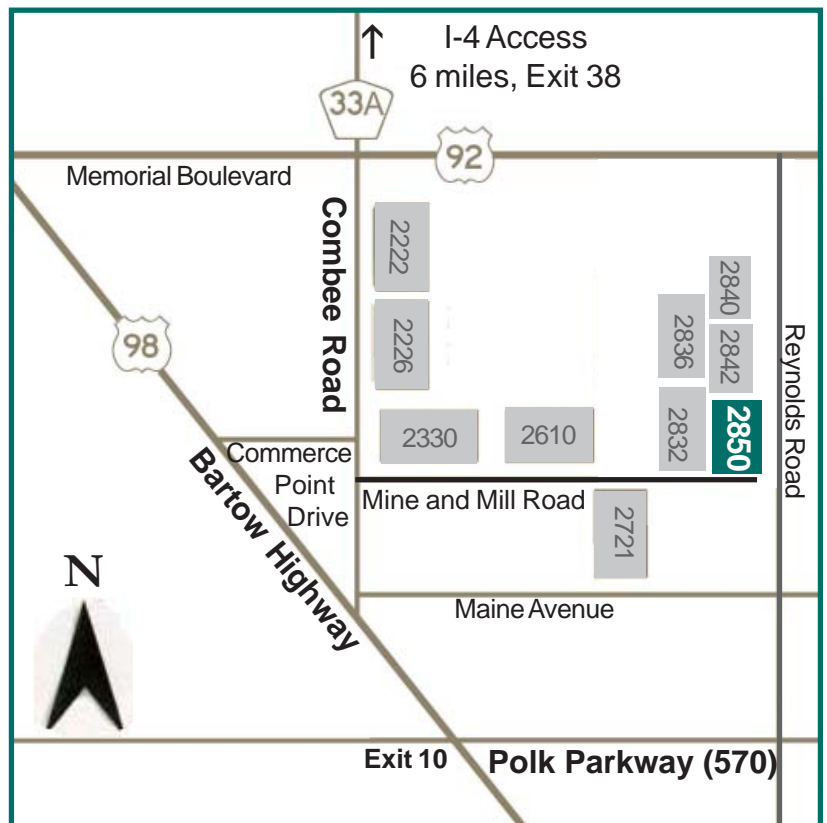 ↑ I-4 Access
6 miles, Exit 38
33A
92
Memorial Boulevard
Combee Road
2222
2226
2840
2836
2842
98
Reynolds Road
2330
2610
2832
2850
Commerce
Point
Drive
Bartow Highway
Mine and Mill Road
2721
N
Maine Avenue
Exit 10
Polk Parkway (570)